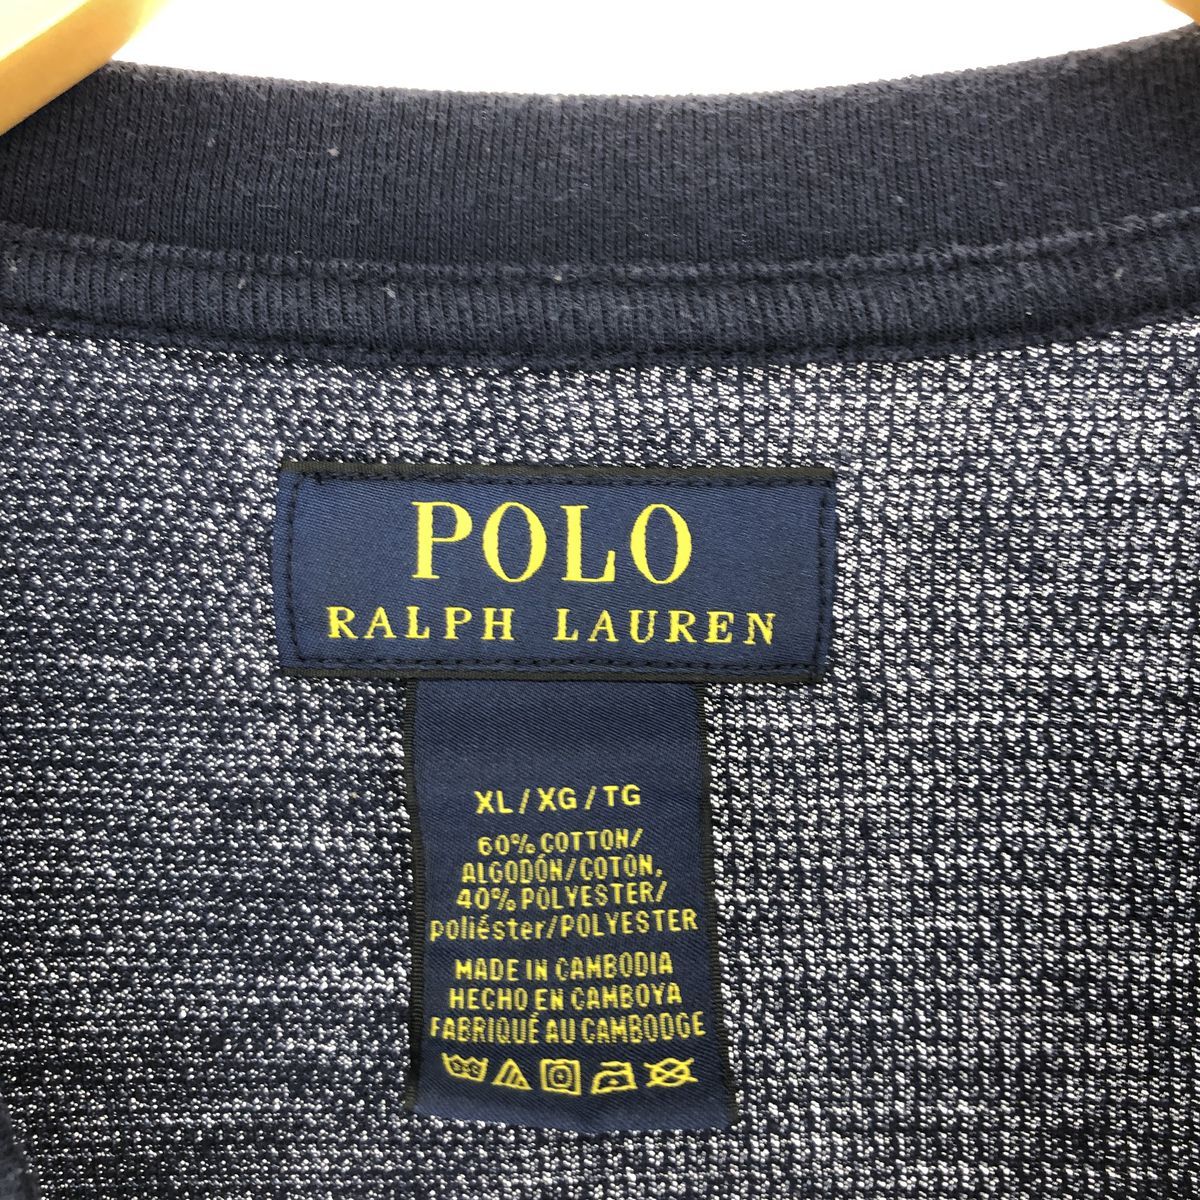 POLO
RALPH LAUREN
XL/XG/TG
60% COTTON/
ALGODÓN/COTON,
40% POLYESTER/
poliéster/POLYESTER
MADE IN CAMBODIA
HECHO EN CAMBOYA
FABRIQUÉ AU CAMBODGE